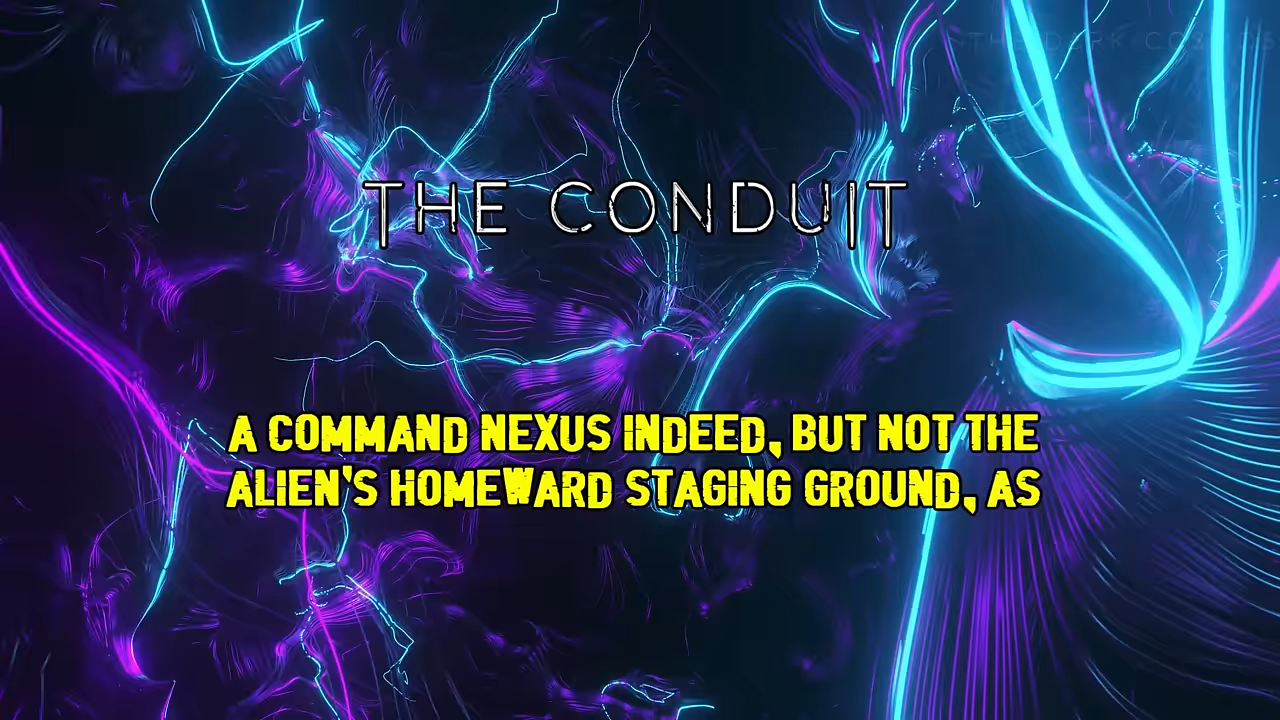 THE CONDUIT
A COMMAND NEXUS INDEED, BUT NOT THE
ALIEN'S HOMEWARD STAGING GROUND, AS